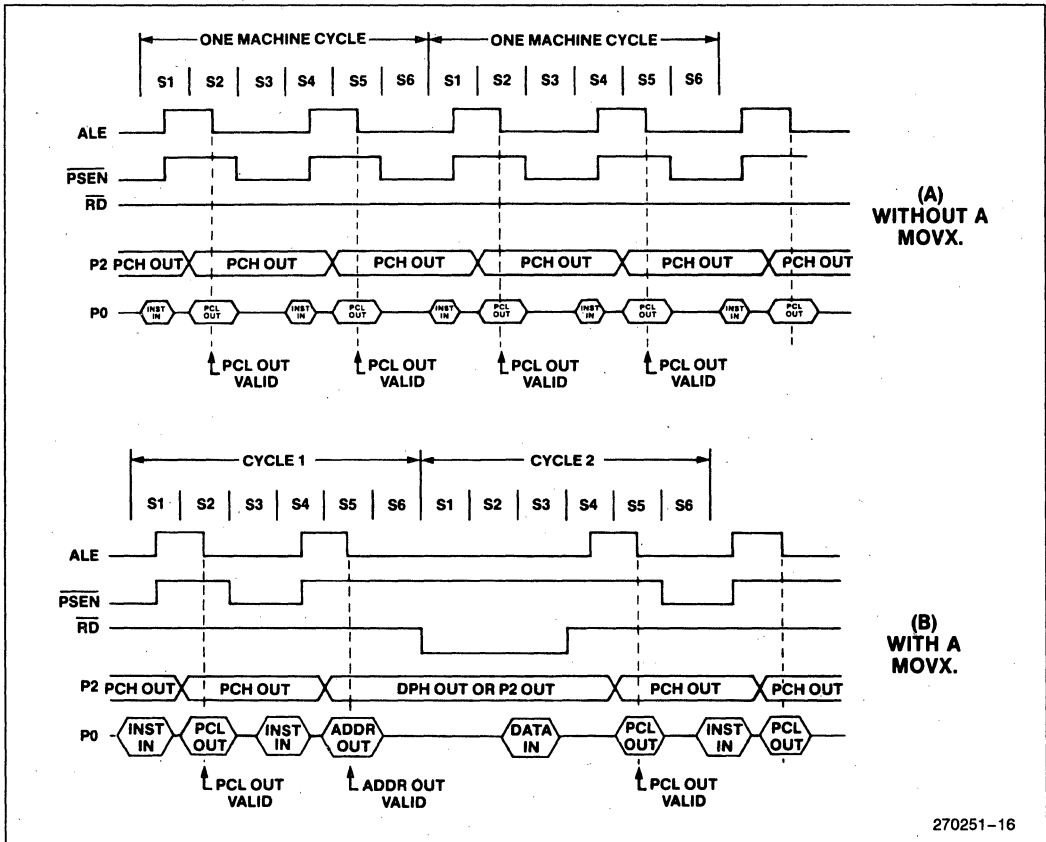 ONE MACHINE CYCLE ONE MACHINE CYCLE
S1 S2 S3 S4 S5 S6 S1 S2 S3 S4 S5 S6
ALE
PSEN
RD
P2 PCH OUT PCH OUT PCH OUT PCH OUT PCH OUT PCH OUT
P0 INST IN PCL OUT INST IN PCL OUT INST IN PCL OUT INST IN PCL OUT INST IN PCL OUT
PCL OUT VALID PCL OUT VALID PCL OUT VALID PCL OUT VALID
(A)
WITHOUT A
MOVX.
CYCLE 1 CYCLE 2
S1 S2 S3 S4 S5 S6 S1 S2 S3 S4 S5 S6
ALE
PSEN
RD
P2 PCH OUT PCH OUT DPH OUT OR P2 OUT PCH OUT PCH OUT
P0 INST IN PCL OUT INST IN ADDR OUT DATA IN PCL OUT INST IN PCL OUT
PCL OUT VALID ADDR OUT VALID PCL OUT VALID
(B)
WITH A
MOVX.
270251-16